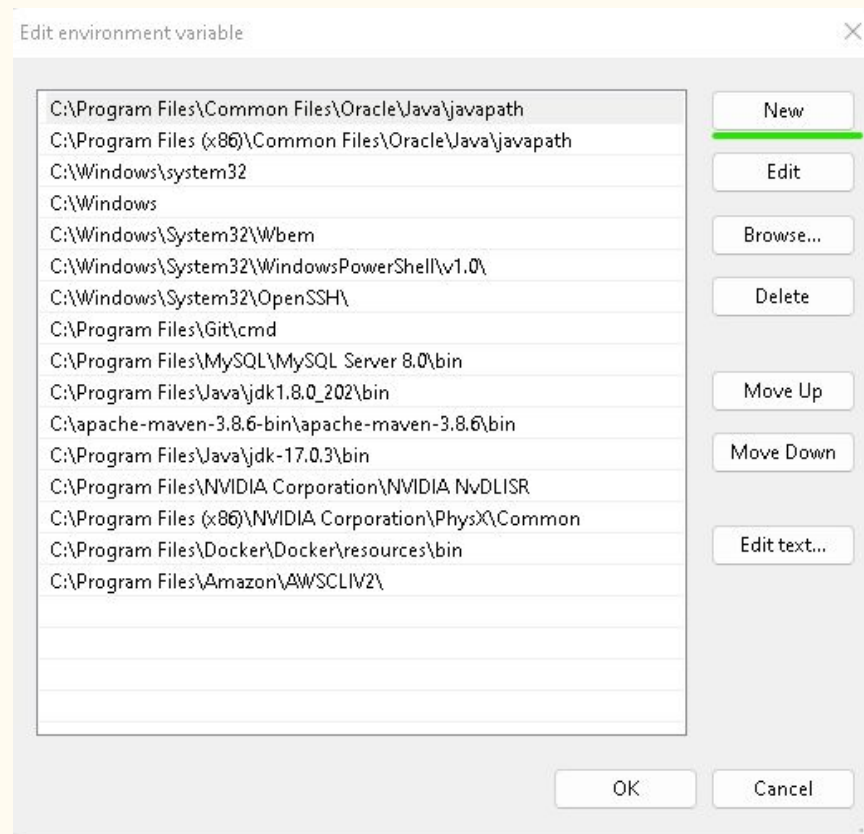 Edit environment variable
C:\Program Files\Common Files\Oracle\Java\javapath
C:\Program Files (x86)\Common Files\Oracle\Java\javapath
C:\Windows\system32
C:\Windows
C:\Windows\System32\Wbem
C:\Windows\System32\WindowsPowerShell\v1.0\
C:\Windows\System32\OpenSSH\
C:\Program Files\Git\cmd
C:\Program Files\MySQL\MySQL Server 8.0\bin
C:\Program Files\Java\jdk1.8.0_202\bin
C:\apache-maven-3.8.6-bin\apache-maven-3.8.6\bin
C:\Program Files\Java\jdk-17.0.3\bin
C:\Program Files\NVIDIA Corporation\NVIDIA NvDLISR
C:\Program Files (x86)\NVIDIA Corporation\PhysX\Common
C:\Program Files\Docker\Docker\resources\bin
C:\Program Files\Amazon\AWSCLIV2\
New
Edit
Browse...
Delete
Move Up
Move Down
Edit text...
OK
Cancel